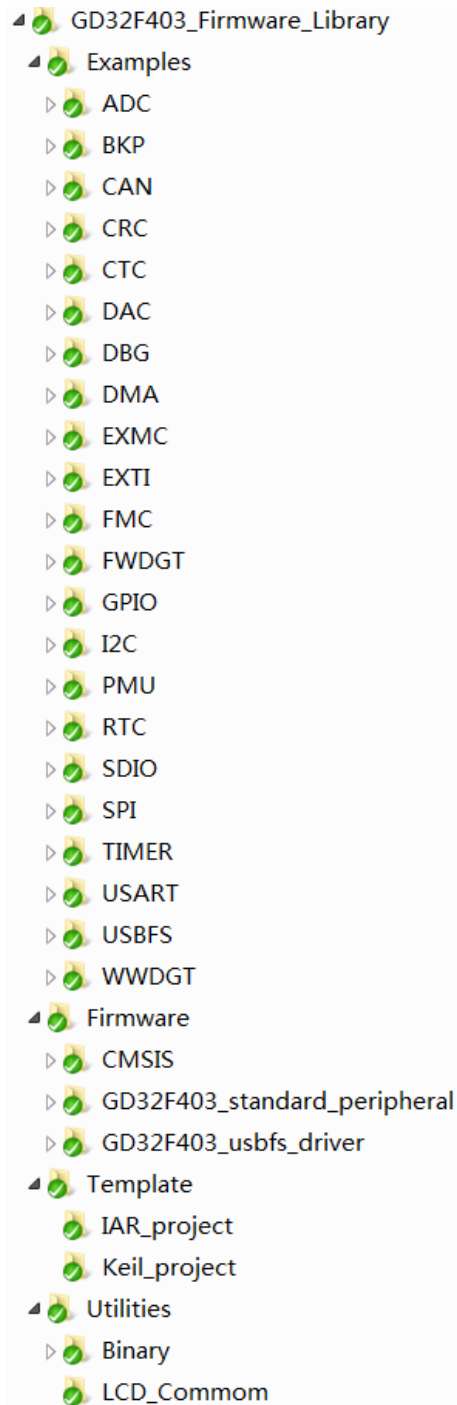 GD32F403_Firmware_Library
Examples
ADC
BKP
CAN
CRC
CTC
DAC
DBG
DMA
EXMC
EXTI
FMC
FWDGT
GPIO
I2C
PMU
RTC
SDIO
SPI
TIMER
USART
USBFS
WWDGT
Firmware
CMSIS
GD32F403_standard_peripheral
GD32F403_usbfs_driver
Template
IAR_project
Keil_project
Utilities
Binary
LCD_Commom